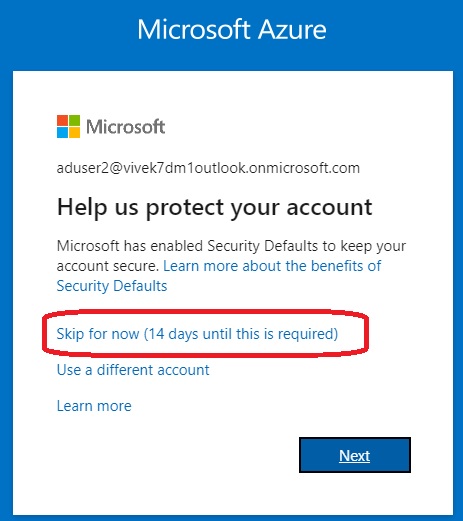 Microsoft Azure
Microsoft
aduser2@vivek7dm1outlook.onmicrosoft.com
Help us protect your account
Microsoft has enabled Security Defaults to keep your
account secure. Learn more about the benefits of
Security Defaults
Skip for now (14 days until this is required)
Use a different account
Learn more
Next